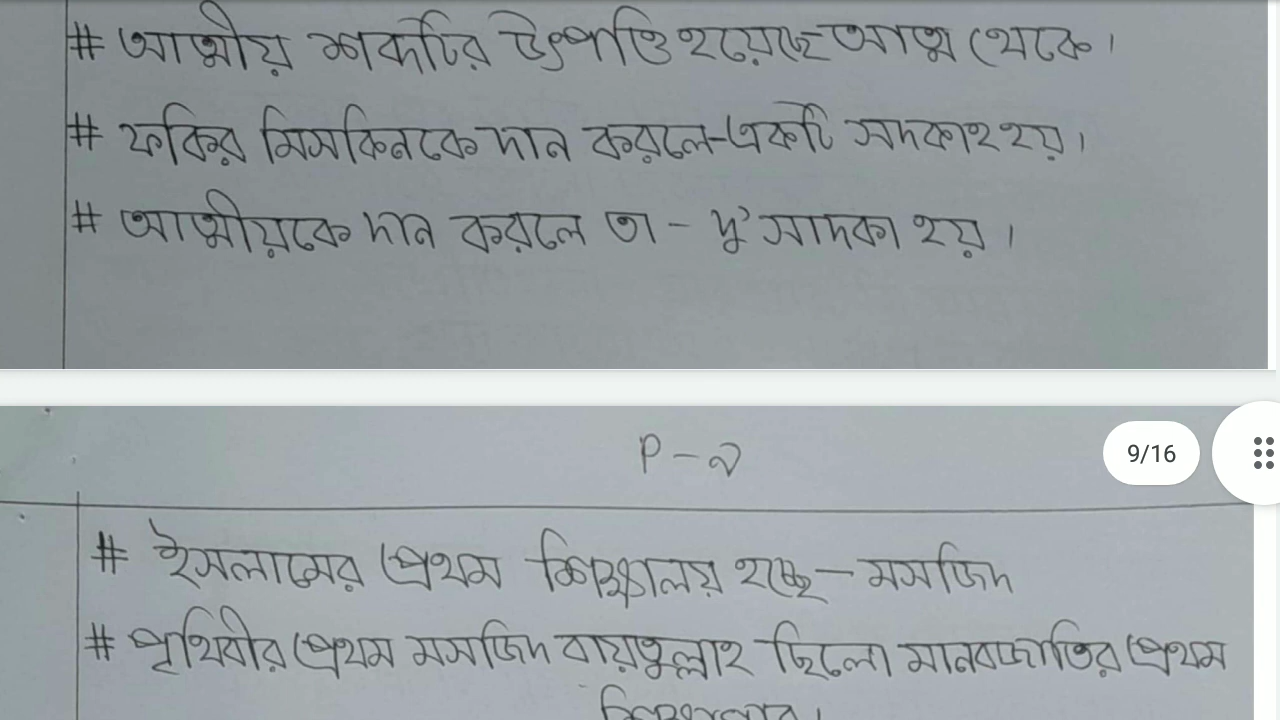 # আত্মীয় শব্দটির উৎপত্তি হয়েছে আত্ম থেকে।
# ফকির মিসকিনকে দান করলে-একটি সদকাহ হয়।
# আত্মীয়কে দান করলে তা - দু' সাদকা হয়।
P - ৯
9/16
# ইসলামের প্রথম শিক্ষালয় হচ্ছে - মসজিদ
# পৃথিবীর প্রথম মসজিদ বায়তুল্লাহ ছিলো মানবজাতির প্রথম